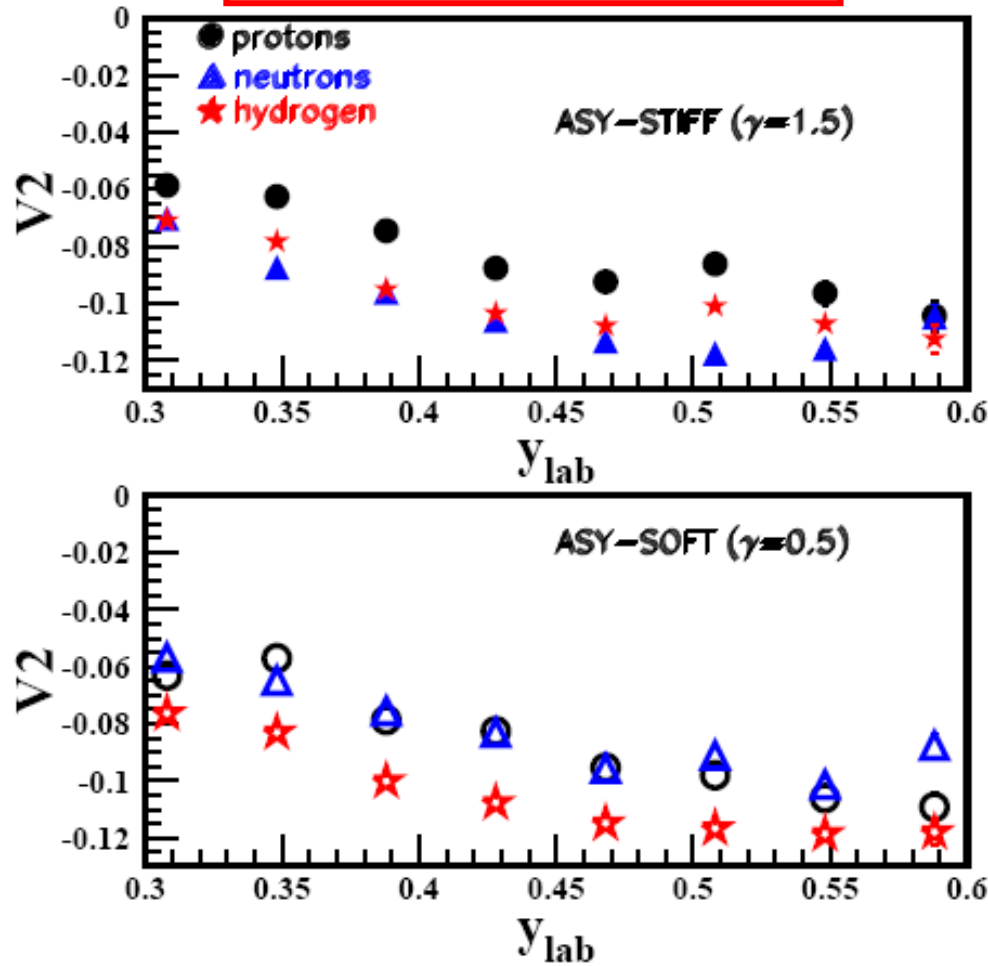 0
protons
-0.02
neutrons
hydrogen
-0.04
ASY-STIFF (γ=1.5)
V2
-0.06
-0.08
-0.1
-0.12
0.3 0.35 0.4 0.45 0.5 0.55 0.6
y_lab
0
ASY-SOFT (γ=0.5)
-0.02
-0.04
V2
-0.06
-0.08
-0.1
-0.12
0.3 0.35 0.4 0.45 0.5 0.55 0.6
y_lab